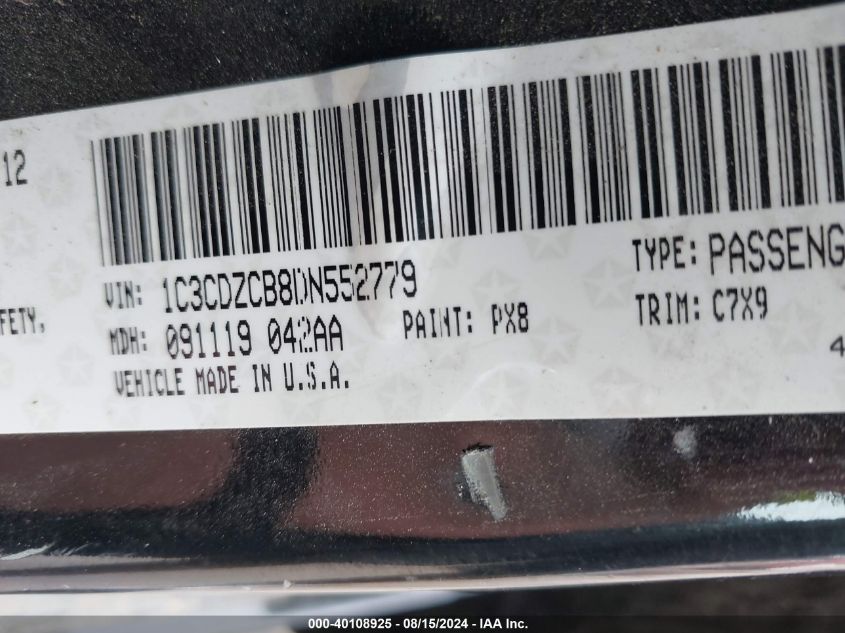 12
VIN: 1C3CDZCB8DN552779
TYPE: PASSENG
FETY,
MDH: 091119 042AA
PAINT: PX8
TRIM: C7X9
VEHICLE MADE IN U.S.A.
4
000-40108925 - 08/15/2024 - IAA Inc.